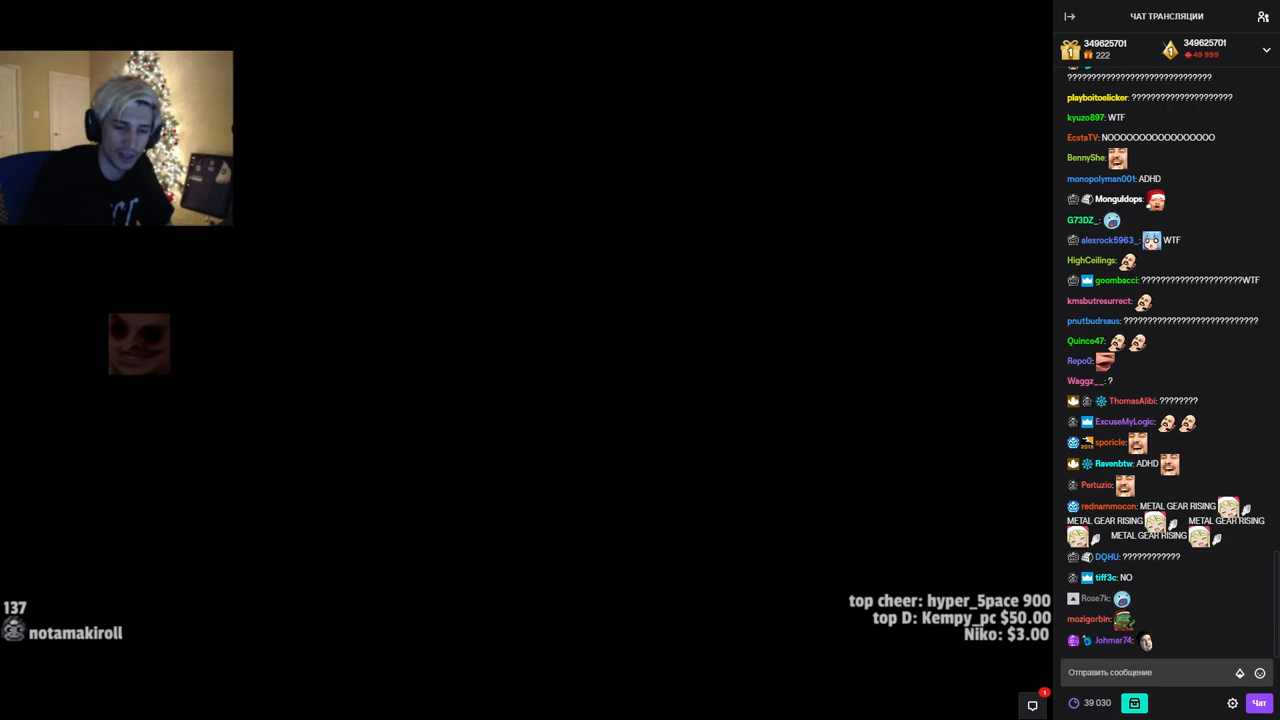 ЧАТ ТРАНСЛЯЦИИ
349625701
222
349625701
49 999
?????????????????????????????
playboitoelicker: ?????????????????????
kyuzo897: WTF
EcstaTV: NOOOOOOOOOOOOOOOOO
BennyShe:
monopolyman001: ADHD
Monguldops:
G73DZ_:
alexrock5963_: WTF
HighCeilings:
goombacci: ?????????????????????WTF
kmsbutresurrect:
pnutbudrsaus: ????????????????????????????
Quince47:
Repo0:
Waggz__: ?
ThomasAlibi: ????????
ExcuseMyLogic:
sporicle:
Ravenbtw: ADHD
Pertuzio:
rednammocon: METAL GEAR RISING
METAL GEAR RISING METAL GEAR RISING
METAL GEAR RISING
DQHU: ????????????
tiff3c: NO
Rose7k:
mozigorbin:
Johmar74:
137
notamakiroll
top cheer: hyper_5pace 900
top D: Kempy_pc $50.00
Niko: $3.00
Отправить сообщение
1
39 030
Чат